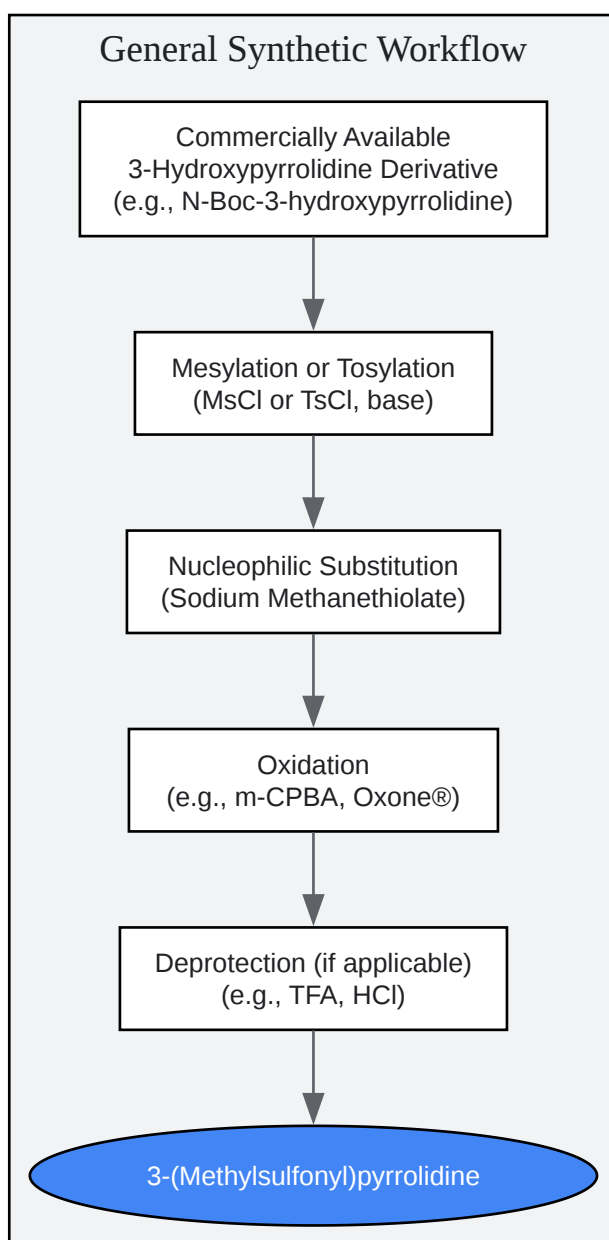 General Synthetic Workflow
Commercially Available
3-Hydroxypyrrolidine Derivative
(e.g., N-Boc-3-hydroxypyrrolidine)
Mesylation or Tosylation
(MsCl or TsCl, base)
Nucleophilic Substitution
(Sodium Methanethiolate)
Oxidation
(e.g., m-CPBA, Oxone®)
Deprotection (if applicable)
(e.g., TFA, HCl)
3-(Methylsulfonyl)pyrrolidine